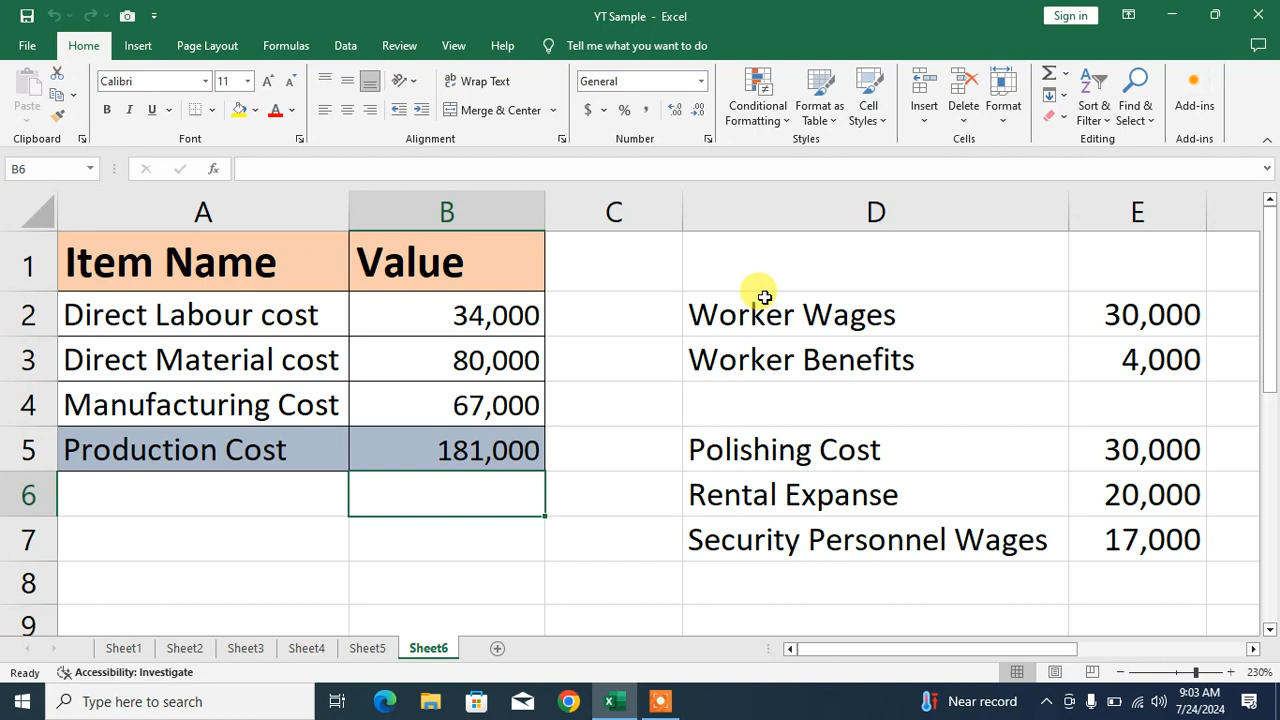 YT Sample - Excel
Sign in
File Home Insert Page Layout Formulas Data Review View Help Tell me what you want to do
Paste
Calibri 11
B I U
Wrap Text
Merge & Center
General
$ % ,
Conditional Formatting
Format as Table
Cell Styles
Insert
Delete
Format
Sort & Filter
Find & Select
Add-ins
Clipboard Font Alignment Number Styles Cells Editing Add-ins
B6 fx
A B C D E
1 Item Name Value
2 Direct Labour cost 34,000 Worker Wages 30,000
3 Direct Material cost 80,000 Worker Benefits 4,000
4 Manufacturing Cost 67,000
5 Production Cost 181,000 Polishing Cost 30,000
6 Rental Expanse 20,000
7 Security Personnel Wages 17,000
8
9
Sheet1 Sheet2 Sheet3 Sheet4 Sheet5 Sheet6
Ready Accessibility: Investigate 230%
Type here to search
Near record
9:03 AM
7/24/2024